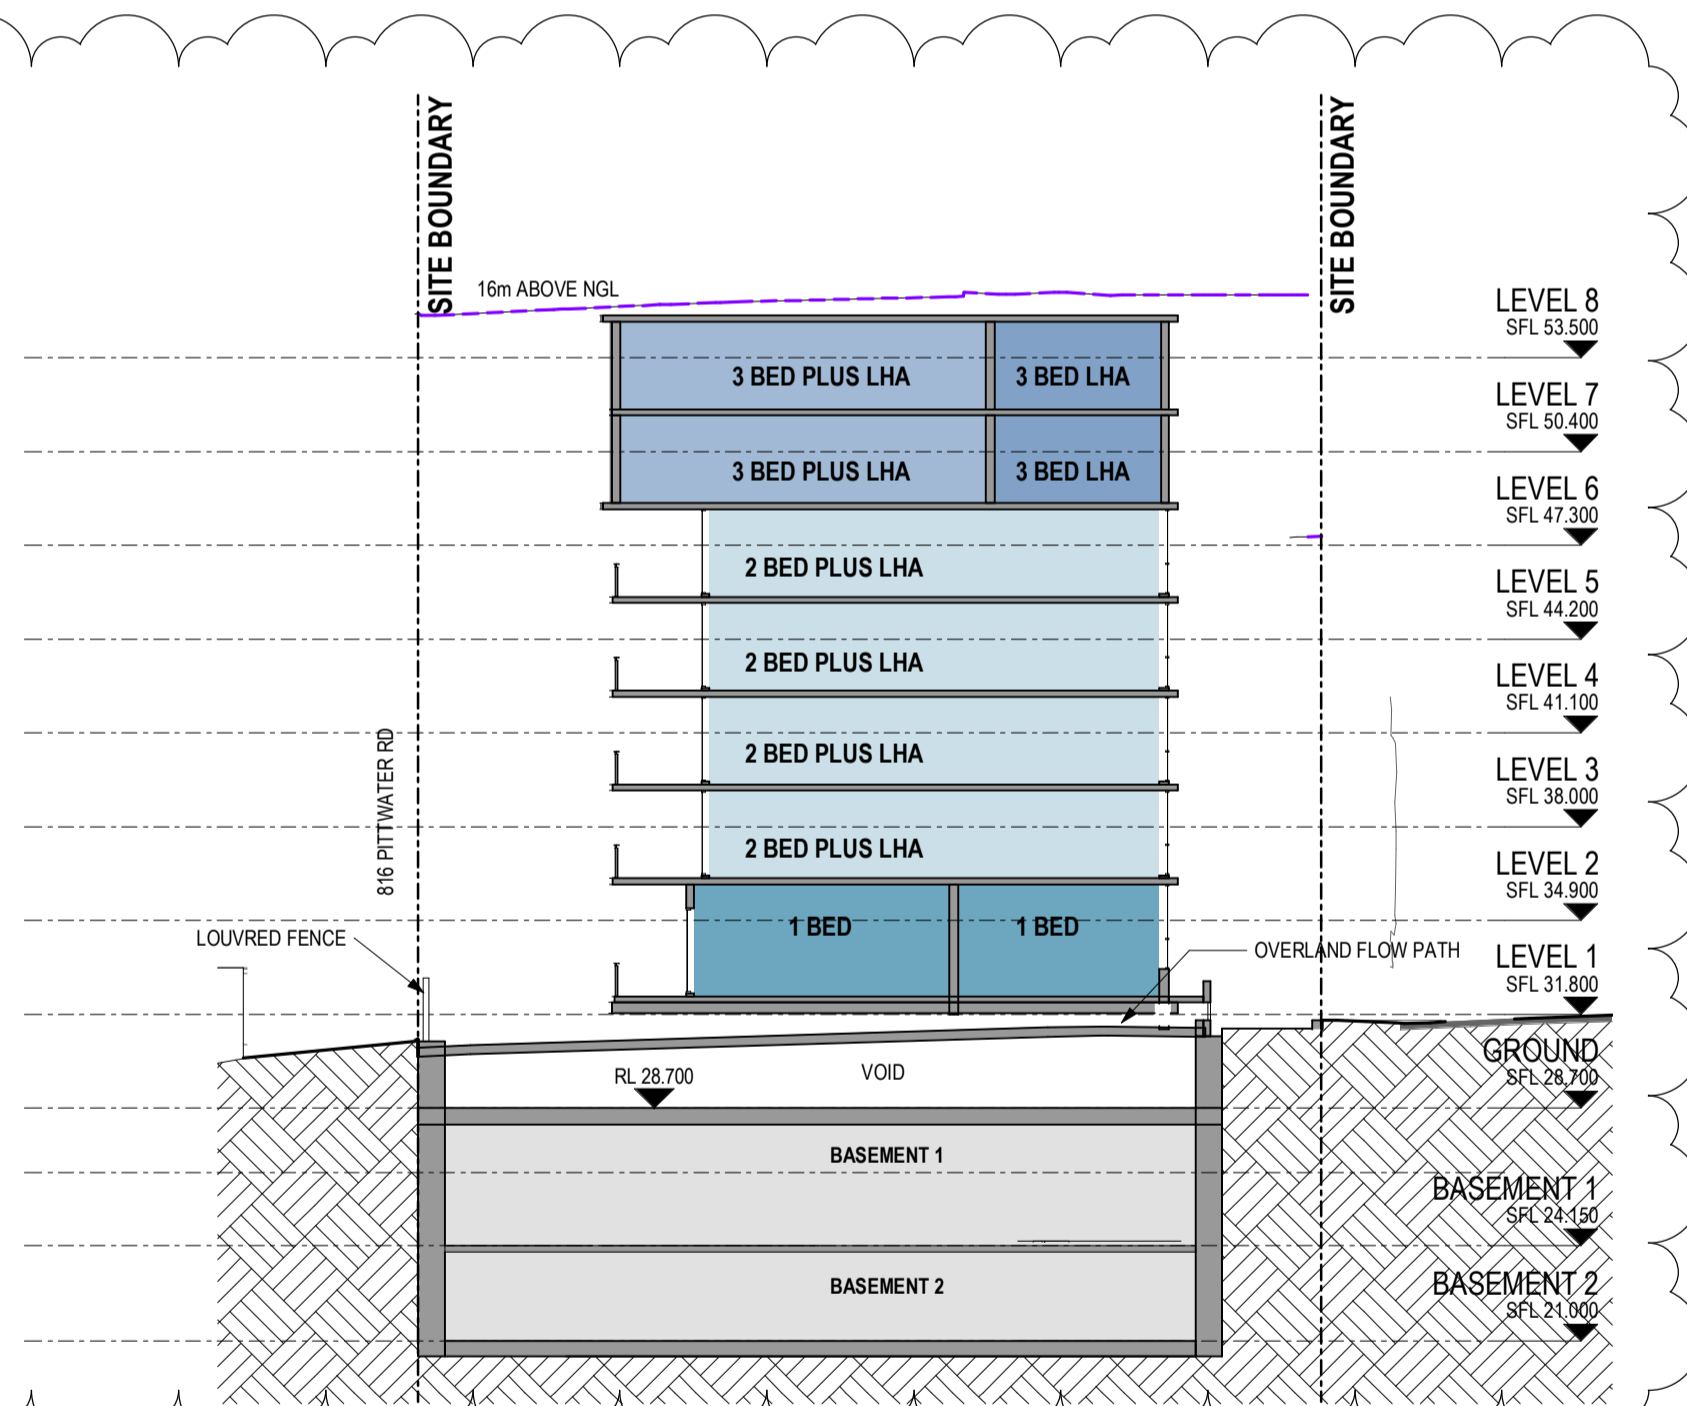 SITE BOUNDARY
SITE BOUNDARY
16m ABOVE NGL
LEVEL 8
SFL 53.500
3 BED PLUS LHA
3 BED LHA
LEVEL 7
SFL 50.400
3 BED PLUS LHA
3 BED LHA
LEVEL 6
SFL 47.300
2 BED PLUS LHA
LEVEL 5
SFL 44.200
2 BED PLUS LHA
LEVEL 4
SFL 41.100
2 BED PLUS LHA
LEVEL 3
SFL 38.000
816 PITTWATER RD
2 BED PLUS LHA
LEVEL 2
SFL 34.900
1 BED
1 BED
LOUVRED FENCE
OVERLAND FLOW PATH
LEVEL 1
SFL 31.800
GROUND
SFL 28.700
RL 28.700
VOID
BASEMENT 1
BASEMENT 1
SFL 24.150
BASEMENT 2
BASEMENT 2
SFL 21.000